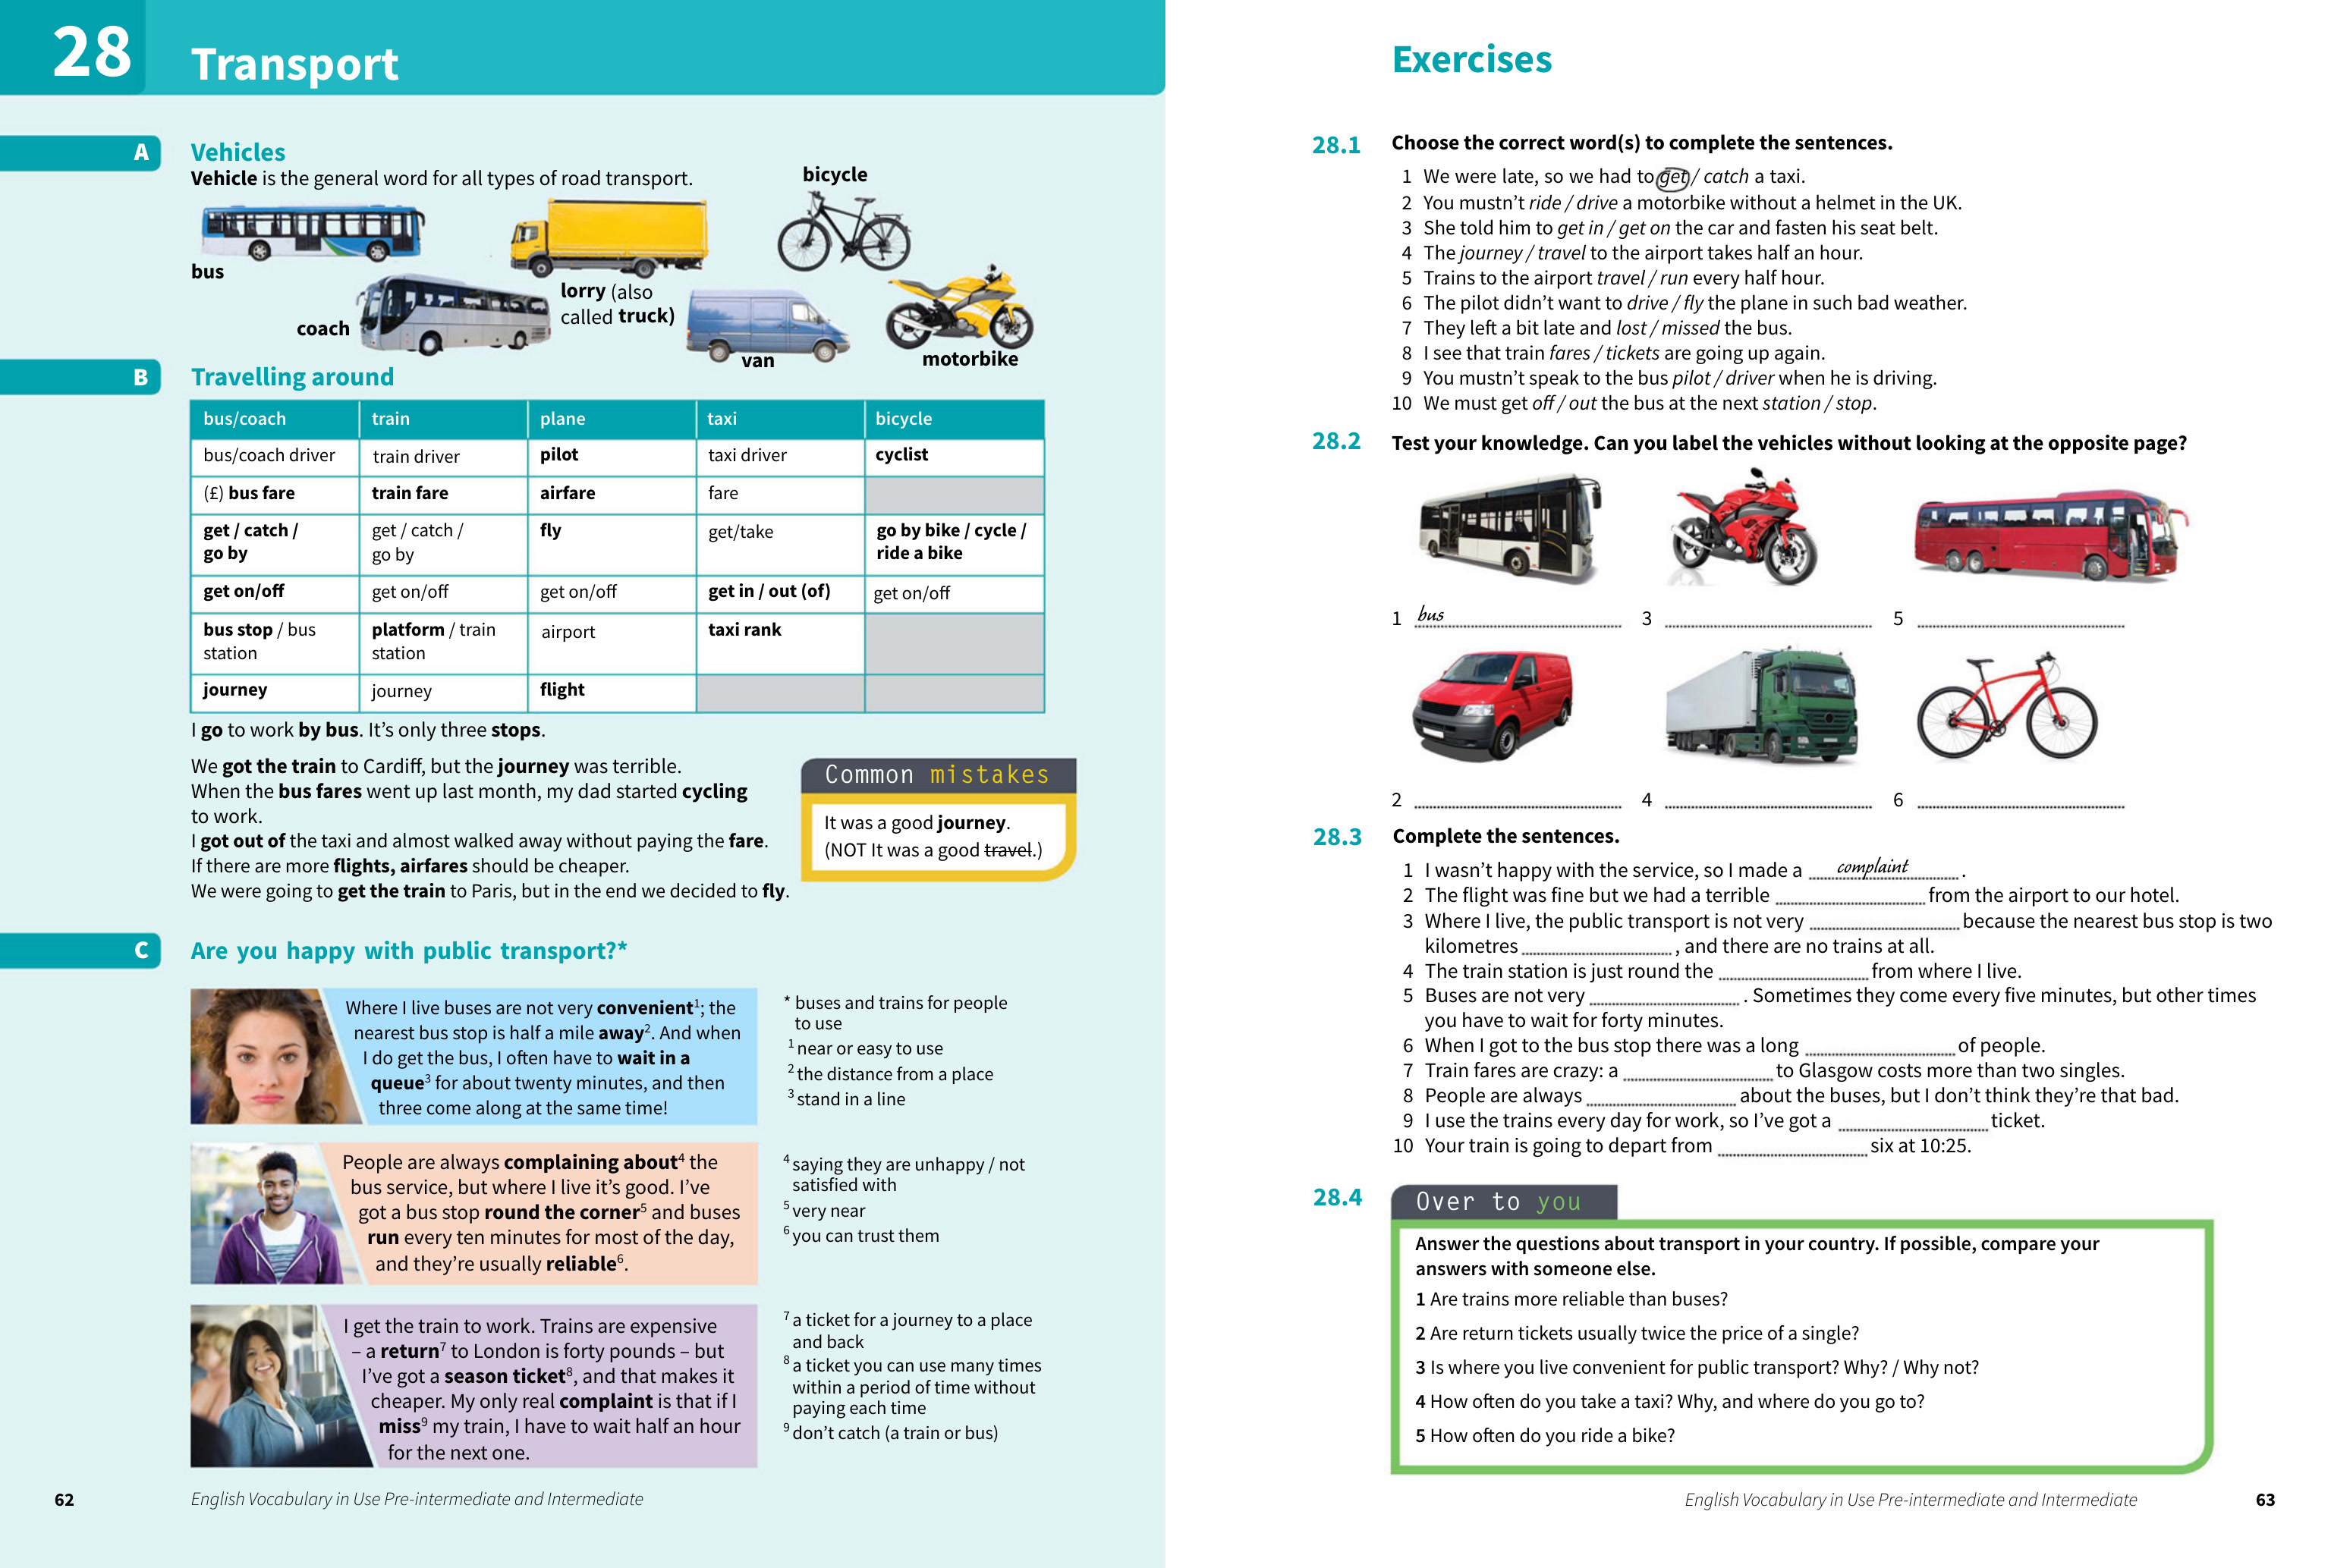 28
Transport
A
Vehicles
Vehicle is the general word for all types of road transport.
bicycle
bus
lorry (also
called truck)
coach
van
motorbike
B
Travelling around
bus/coach train plane taxi bicycle
bus/coach driver train driver pilot taxi driver cyclist
(£) bus fare train fare airfare fare
get / catch / get / catch / fly get/take go by bike / cycle /
go by go by ride a bike
get on/off get on/off get on/off get in / out (of) get on/off
bus stop / bus platform / train airport taxi rank
station station
journey journey flight
I go to work by bus. It's only three stops.
We got the train to Cardiff, but the journey was terrible.
When the bus fares went up last month, my dad started cycling
to work.
I got out of the taxi and almost walked away without paying the fare.
If there are more flights, airfares should be cheaper.
We were going to get the train to Paris, but in the end we decided to fly.
Common mistakes
It was a good journey.
(NOT It was a good travel.)
C
Are you happy with public transport?*
Where I live buses are not very convenient¹; the
nearest bus stop is half a mile away². And when
I do get the bus, I often have to wait in a
queue³ for about twenty minutes, and then
three come along at the same time!
* buses and trains for people
to use
¹ near or easy to use
² the distance from a place
³ stand in a line
People are always complaining about⁴ the
bus service, but where I live it's good. I've
got a bus stop round the corner⁵ and buses
run every ten minutes for most of the day,
and they're usually reliable⁶.
⁴ saying they are unhappy / not
satisfied with
⁵ very near
⁶ you can trust them
I get the train to work. Trains are expensive
– a return⁷ to London is forty pounds – but
I've got a season ticket⁸, and that makes it
cheaper. My only real complaint is that if I
miss⁹ my train, I have to wait half an hour
for the next one.
⁷ a ticket for a journey to a place
and back
⁸ a ticket you can use many times
within a period of time without
paying each time
⁹ don't catch (a train or bus)
62 English Vocabulary in Use Pre-intermediate and Intermediate
Exercises
28.1 Choose the correct word(s) to complete the sentences.
1 We were late, so we had to get / catch a taxi.
2 You mustn't ride / drive a motorbike without a helmet in the UK.
3 She told him to get in / get on the car and fasten his seat belt.
4 The journey / travel to the airport takes half an hour.
5 Trains to the airport travel / run every half hour.
6 The pilot didn't want to drive / fly the plane in such bad weather.
7 They left a bit late and lost / missed the bus.
8 I see that train fares / tickets are going up again.
9 You mustn't speak to the bus pilot / driver when he is driving.
10 We must get off / out the bus at the next station / stop.
28.2 Test your knowledge. Can you label the vehicles without looking at the opposite page?
1 bus 3 5
2 4 6
28.3 Complete the sentences.
1 I wasn't happy with the service, so I made a complaint .
2 The flight was fine but we had a terrible from the airport to our hotel.
3 Where I live, the public transport is not very because the nearest bus stop is two
kilometres , and there are no trains at all.
4 The train station is just round the from where I live.
5 Buses are not very . Sometimes they come every five minutes, but other times
you have to wait for forty minutes.
6 When I got to the bus stop there was a long of people.
7 Train fares are crazy: a to Glasgow costs more than two singles.
8 People are always about the buses, but I don't think they're that bad.
9 I use the trains every day for work, so I've got a ticket.
10 Your train is going to depart from six at 10:25.
28.4 Over to you
Answer the questions about transport in your country. If possible, compare your
answers with someone else.
1 Are trains more reliable than buses?
2 Are return tickets usually twice the price of a single?
3 Is where you live convenient for public transport? Why? / Why not?
4 How often do you take a taxi? Why, and where do you go to?
5 How often do you ride a bike?
English Vocabulary in Use Pre-intermediate and Intermediate 63